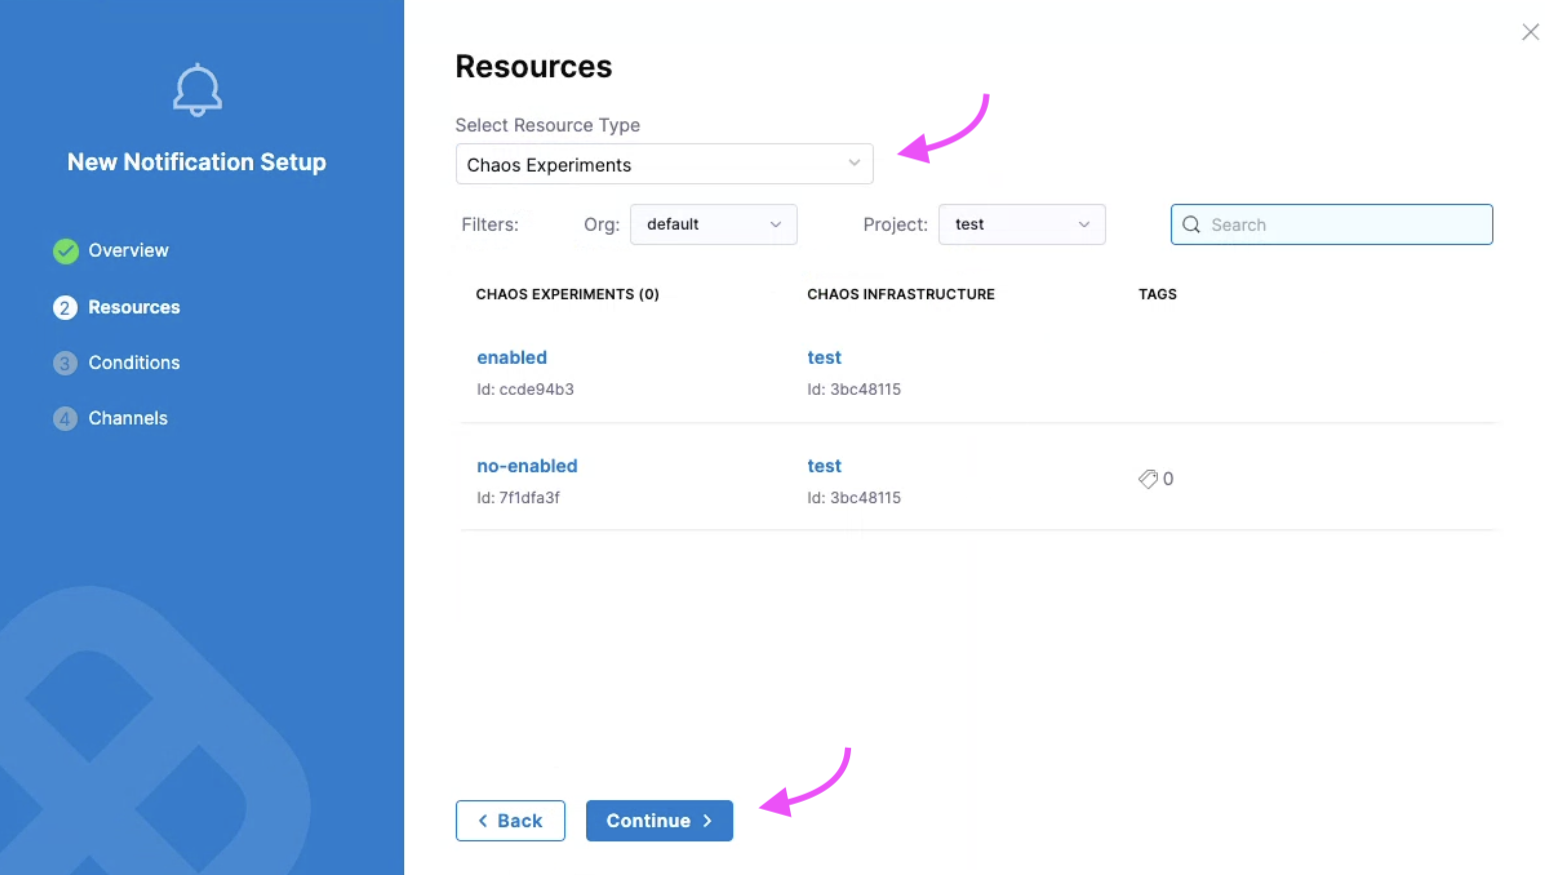 New Notification Setup
Overview
2 Resources
3 Conditions
4 Channels
Resources
Select Resource Type
Chaos Experiments
Filters: Org: default Project: test Search
CHAOS EXPERIMENTS (0) CHAOS INFRASTRUCTURE TAGS
enabled test
Id: ccde94b3 Id: 3bc48115
no-enabled test
0
Id: 7f1dfa3f Id: 3bc48115
Back Continue